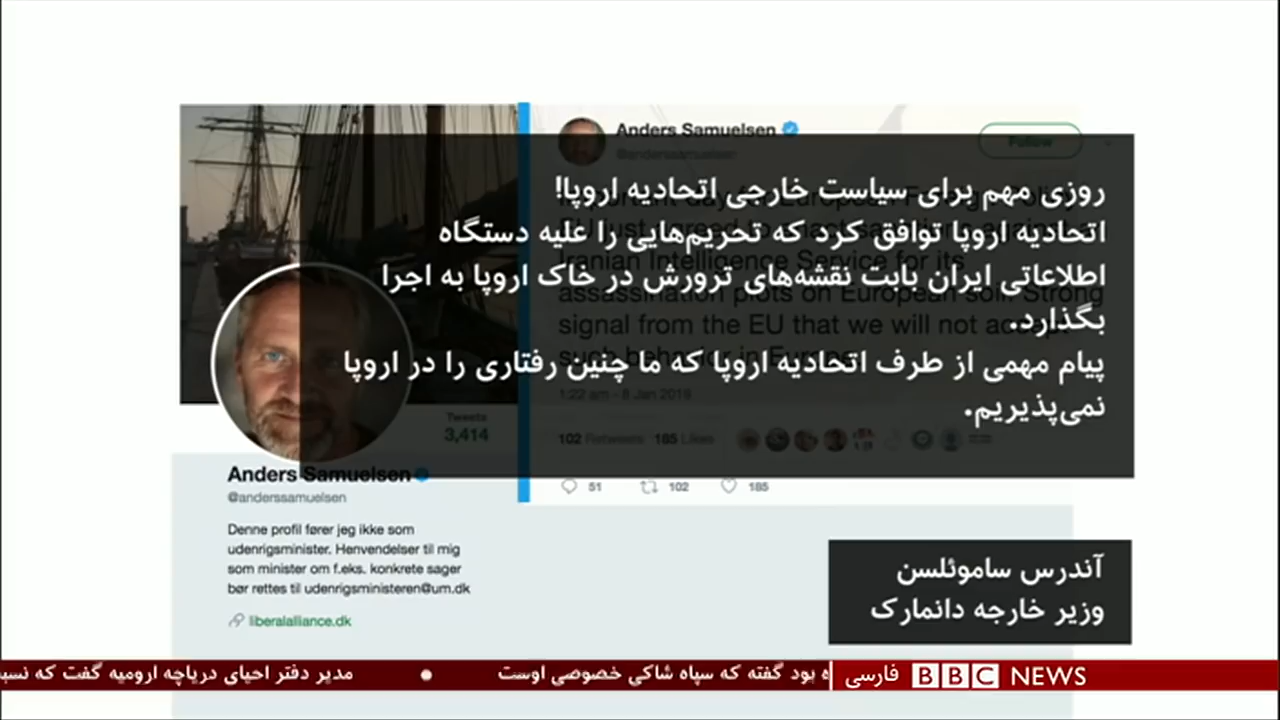 Anders Samuelsen
@anderssamuelsen
Follow
روزی مهم برای سیاست خارجی اتحادیه اروپا!
اتحادیه اروپا توافق کرد که تحریم‌هایی را علیه دستگاه
اطلاعاتی ایران بابت نقشه‌های ترورش در خاک اروپا به اجرا
بگذارد.
پیام مهمی از طرف اتحادیه اروپا که ما چنین رفتاری را در اروپا
نمی‌پذیریم.
Iranian Intelligence Service for its
assassination plots on European soil. Strong
signal from the EU that we will not
1:22 am - 8 Jan 2019
102 Retweets 185 Likes
51 102 185
Tweets
3,414
Anders Samuelsen
@anderssamuelsen
Denne profil fører jeg ikke som
udenrigsminister. Henvendelser til mig
som minister om f.eks. konkrete sager
bør rettes til udenrigsministeren@um.dk
liberalalliance.dk
آندرس ساموئلسن
وزیر خارجه دانمارک
ه بود گفته که سپاه شاکی خصوصی اوست • مدیر دفتر احیای دریاچه ارومیه گفت که نسب
BBC NEWS فارسی